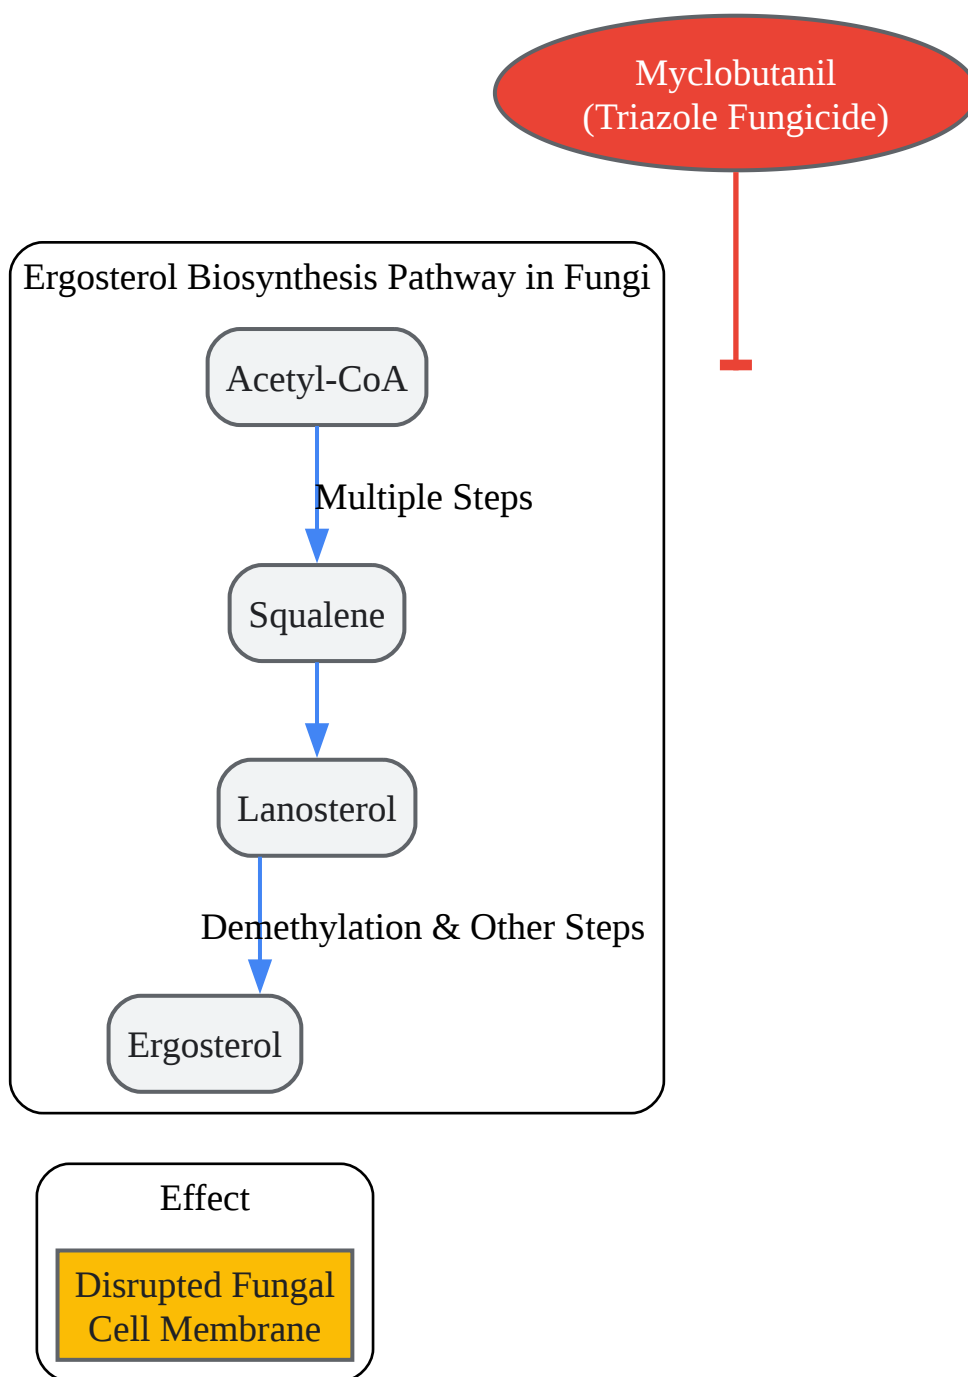 Myclobutanil
(Triazole Fungicide)
Ergosterol Biosynthesis Pathway in Fungi
Acetyl-CoA
Multiple Steps
Squalene
Lanosterol
Demethylation & Other Steps
Ergosterol
Effect
Disrupted Fungal
Cell Membrane